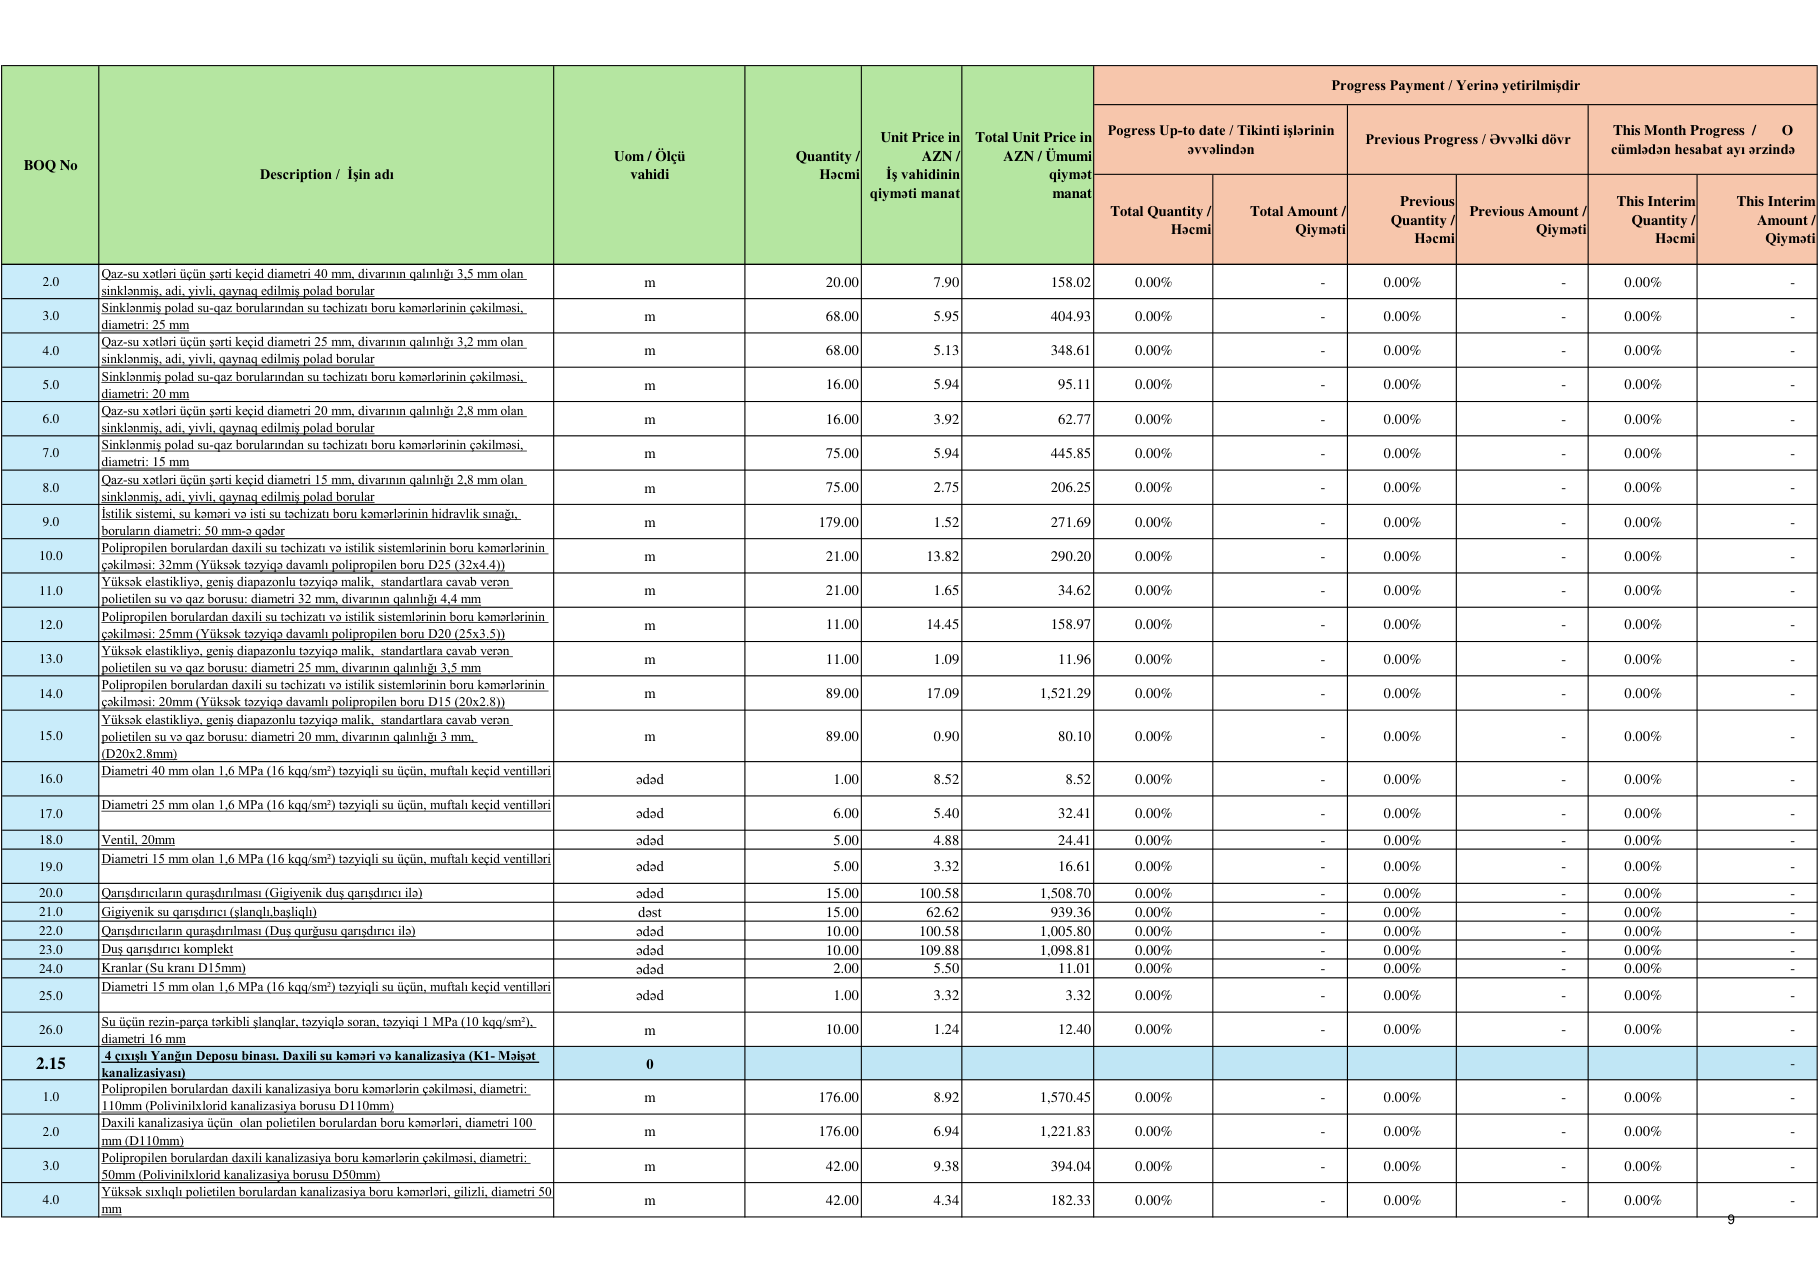 Progress Payment / Yerinə yetirilmişdir
BOQ No
Description / İşin adı
Uom / Ölçü
vahidi
Quantity /
Həcmi
Unit Price in
AZN /
İş vahidinin
qiyməti manat
Total Unit Price in
AZN / Ümumi
qiymət
manat
Pogress Up-to date / Tikinti işlərinin
əvvəlindən
Previous Progress / Əvvəlki dövr
This Month Progress / O
cümlədən hesabat ayı ərzində
Total Quantity /
Həcmi
Total Amount /
Qiyməti
Previous
Quantity /
Həcmi
Previous Amount /
Qiyməti
This Interim
Quantity /
Həcmi
This Interim
Amount /
Qiyməti
2.0 Qaz-su xətləri üçün şərti keçid diametri 40 mm, divarının qalınlığı 3,5 mm olan
sinklənmiş, adi, yivli, qaynaq edilmiş polad borular m 20.00 7.90 158.02 0.00% - 0.00% - 0.00% -
3.0 Sinklənmiş polad su-qaz borularından su təchizatı boru kəmərlərinin çəkilməsi,
diametri: 25 mm m 68.00 5.95 404.93 0.00% - 0.00% - 0.00% -
4.0 Qaz-su xətləri üçün şərti keçid diametri 25 mm, divarının qalınlığı 3,2 mm olan
sinklənmiş, adi, yivli, qaynaq edilmiş polad borular m 68.00 5.13 348.61 0.00% - 0.00% - 0.00% -
5.0 Sinklənmiş polad su-qaz borularından su təchizatı boru kəmərlərinin çəkilməsi,
diametri: 20 mm m 16.00 5.94 95.11 0.00% - 0.00% - 0.00% -
6.0 Qaz-su xətləri üçün şərti keçid diametri 20 mm, divarının qalınlığı 2,8 mm olan
sinklənmiş, adi, yivli, qaynaq edilmiş polad borular m 16.00 3.92 62.77 0.00% - 0.00% - 0.00% -
7.0 Sinklənmiş polad su-qaz borularından su təchizatı boru kəmərlərinin çəkilməsi,
diametri: 15 mm m 75.00 5.94 445.85 0.00% - 0.00% - 0.00% -
8.0 Qaz-su xətləri üçün şərti keçid diametri 15 mm, divarının qalınlığı 2,8 mm olan
sinklənmiş, adi, yivli, qaynaq edilmiş polad borular m 75.00 2.75 206.25 0.00% - 0.00% - 0.00% -
9.0 İstilik sistemi, su kəməri və isti su təchizatı boru kəmərlərinin hidravlik sınağı,
boruların diametri: 50 mm-ə qədər m 179.00 1.52 271.69 0.00% - 0.00% - 0.00% -
10.0 Polipropilen borulardan daxili su təchizatı və istilik sistemlərinin boru kəmərlərinin
çəkilməsi: 32mm (Yüksək təzyiqə davamlı polipropilen boru D25 (32x4.4)) m 21.00 13.82 290.20 0.00% - 0.00% - 0.00% -
11.0 Yüksək elastikliyə, geniş diapazonlu təzyiqə malik, standartlara cavab verən
polietilen su və qaz borusu: diametri 32 mm, divarının qalınlığı 4,4 mm m 21.00 1.65 34.62 0.00% - 0.00% - 0.00% -
12.0 Polipropilen borulardan daxili su təchizatı və istilik sistemlərinin boru kəmərlərinin
çəkilməsi: 25mm (Yüksək təzyiqə davamlı polipropilen boru D20 (25x3.5)) m 11.00 14.45 158.97 0.00% - 0.00% - 0.00% -
13.0 Yüksək elastikliyə, geniş diapazonlu təzyiqə malik, standartlara cavab verən
polietilen su və qaz borusu: diametri 25 mm, divarının qalınlığı 3,5 mm m 11.00 1.09 11.96 0.00% - 0.00% - 0.00% -
14.0 Polipropilen borulardan daxili su təchizatı və istilik sistemlərinin boru kəmərlərinin
çəkilməsi: 20mm (Yüksək təzyiqə davamlı polipropilen boru D15 (20x2.8)) m 89.00 17.09 1,521.29 0.00% - 0.00% - 0.00% -
15.0 Yüksək elastikliyə, geniş diapazonlu təzyiqə malik, standartlara cavab verən
polietilen su və qaz borusu: diametri 20 mm, divarının qalınlığı 3 mm,
(D20x2.8mm) m 89.00 0.90 80.10 0.00% - 0.00% - 0.00% -
16.0 Diametri 40 mm olan 1,6 MPa (16 kqq/sm²) təzyiqli su üçün, muftalı keçid ventilləri ədəd 1.00 8.52 8.52 0.00% - 0.00% - 0.00% -
17.0 Diametri 25 mm olan 1,6 MPa (16 kqq/sm²) təzyiqli su üçün, muftalı keçid ventilləri ədəd 6.00 5.40 32.41 0.00% - 0.00% - 0.00% -
18.0 Ventil, 20mm ədəd 5.00 4.88 24.41 0.00% - 0.00% - 0.00% -
19.0 Diametri 15 mm olan 1,6 MPa (16 kqq/sm²) təzyiqli su üçün, muftalı keçid ventilləri ədəd 5.00 3.32 16.61 0.00% - 0.00% - 0.00% -
20.0 Qarışdırıcıların quraşdırılması (Gigiyenik duş qarışdırıcı ilə) ədəd 15.00 100.58 1,508.70 0.00% - 0.00% - 0.00% -
21.0 Gigiyenik su qarışdırıcı (şlanqlı,başliqlı) dəst 15.00 62.62 939.36 0.00% - 0.00% - 0.00% -
22.0 Qarışdırıcıların quraşdırılması (Duş qurğusu qarışdırıcı ilə) ədəd 10.00 100.58 1,005.80 0.00% - 0.00% - 0.00% -
23.0 Duş qarışdırıcı komplekt ədəd 10.00 109.88 1,098.81 0.00% - 0.00% - 0.00% -
24.0 Kranlar (Su kranı D15mm) ədəd 2.00 5.50 11.01 0.00% - 0.00% - 0.00% -
25.0 Diametri 15 mm olan 1,6 MPa (16 kqq/sm²) təzyiqli su üçün, muftalı keçid ventilləri ədəd 1.00 3.32 3.32 0.00% - 0.00% - 0.00% -
26.0 Su üçün rezin-parça tərkibli şlanqlar, təzyiqlə soran, təzyiqi 1 MPa (10 kqq/sm²),
diametri 16 mm m 10.00 1.24 12.40 0.00% - 0.00% - 0.00% -
2.15 4 çıxışlı Yanğın Deposu binası. Daxili su kəməri və kanalizasiya (K1- Məişət
kanalizasiyası) 0 -
1.0 Polipropilen borulardan daxili kanalizasiya boru kəmərlərin çəkilməsi, diametri:
110mm (Polivinilxlorid kanalizasiya borusu D110mm) m 176.00 8.92 1,570.45 0.00% - 0.00% - 0.00% -
2.0 Daxili kanalizasiya üçün olan polietilen borulardan boru kəmərləri, diametri 100
mm (D110mm) m 176.00 6.94 1,221.83 0.00% - 0.00% - 0.00% -
3.0 Polipropilen borulardan daxili kanalizasiya boru kəmərlərin çəkilməsi, diametri:
50mm (Polivinilxlorid kanalizasiya borusu D50mm) m 42.00 9.38 394.04 0.00% - 0.00% - 0.00% -
4.0 Yüksək sıxlıqlı polietilen borulardan kanalizasiya boru kəmərləri, gilizli, diametri 50
mm m 42.00 4.34 182.33 0.00% - 0.00% - 0.00% -
9